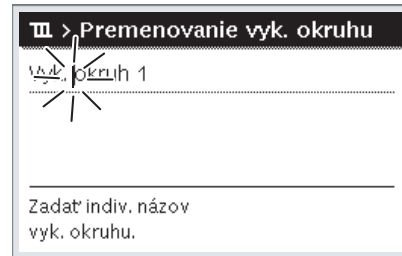 > Premenovanie vyk. okruhu
Vyk. okruh 1
Zadať indiv. názov
vyk. okruhu.